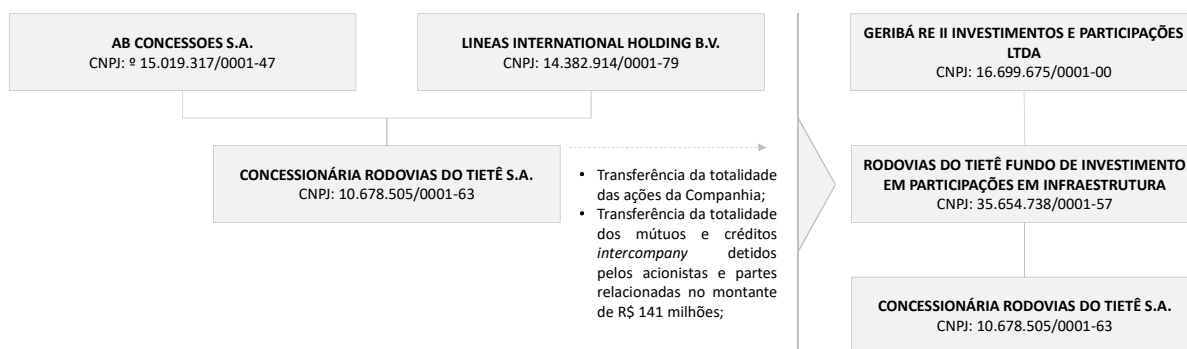 AB CONCESSOES S.A.
CNPJ: º 15.019.317/0001-47
LINEAS INTERNATIONAL HOLDING B.V.
CNPJ: 14.382.914/0001-79
CONCESSIONÁRIA RODOVIAS DO TIETÊ S.A.
CNPJ: 10.678.505/0001-63
• Transferência da totalidade
das ações da Companhia;
• Transferência da totalidade
dos mútuos e créditos
intercompany detidos
pelos acionistas e partes
relacionadas no montante
de R$ 141 milhões;
GERIBÁ RE II INVESTIMENTOS E PARTICIPAÇÕES
LTDA
CNPJ: 16.699.675/0001-00
RODOVIAS DO TIETÊ FUNDO DE INVESTIMENTO
EM PARTICIPAÇÕES EM INFRAESTRUTURA
CNPJ: 35.654.738/0001-57
CONCESSIONÁRIA RODOVIAS DO TIETÊ S.A.
CNPJ: 10.678.505/0001-63